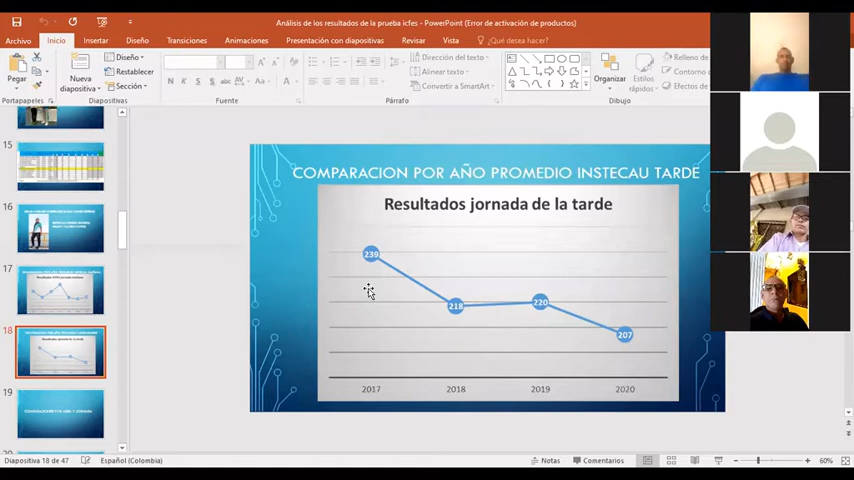 Análisis de los resultados de la prueba icfes - PowerPoint (Error de activación de productos)
Archivo Inicio Insertar Diseño Transiciones Animaciones Presentación con diapositivas Revisar Vista ¿Qué desea hacer?
Pegar
Nueva diapositiva
Diseño
Restablecer
Sección
Dirección del texto
Alinear texto
Convertir a SmartArt
Organizar
Estilos rápidos
Relleno de
Contorno
Portapapeles Diapositivas Fuente Párrafo Dibujo
15
16
17
18
19
COMPARACION POR AÑO PROMEDIO INSTECAU TARDE
Resultados jornada de la tarde
239
218
220
207
2017 2018 2019 2020
Diapositiva 18 de 47 Español (Colombia) Notas Comentarios 60%